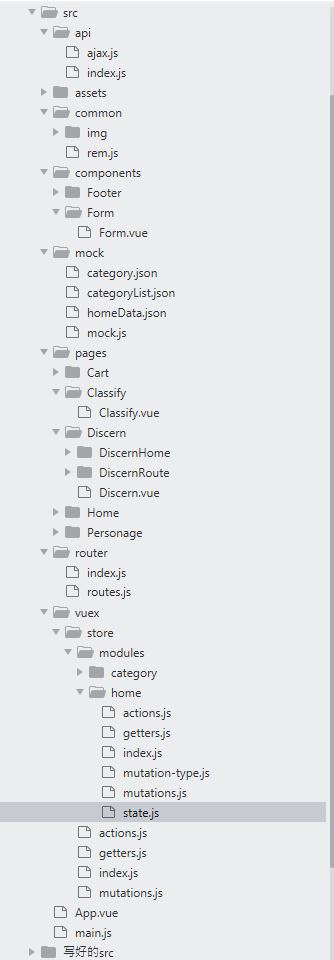 src
api
ajax.js
index.js
assets
common
img
rem.js
components
Footer
Form
Form.vue
mock
category.json
categoryList.json
homeData.json
mock.js
pages
Cart
Classify
Classify.vue
Discern
DiscernHome
DiscernRoute
Discern.vue
Home
Personage
router
index.js
routes.js
vuex
store
modules
category
home
actions.js
getters.js
index.js
mutation-type.js
mutations.js
state.js
actions.js
getters.js
index.js
mutations.js
App.vue
main.js
写好的src